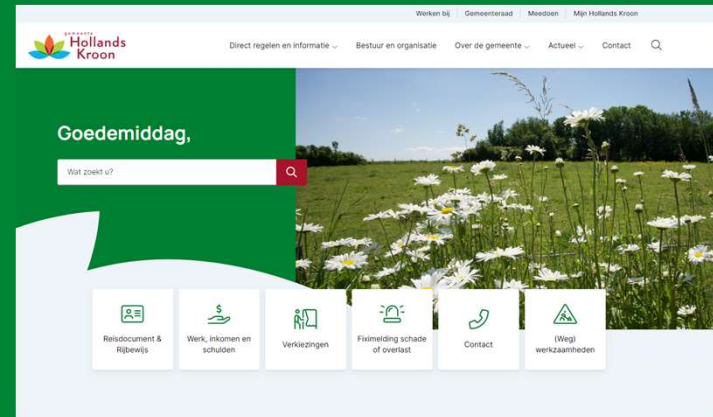 Werken bij
Gemeenteraad
Meedoen
Mijn Hollands Kroon
gemeente
Hollands
Kroon
Direct regelen en informatie
Bestuur en organisatie
Over de gemeente
Actueel
Contact
Goedemiddag,
Wat zoekt u?
Reisdocument &
Rijbewijs
Werk, inkomen en
schulden
Verkiezingen
Fiximelding schade
of overlast
Contact
(Weg)
werkzaamheden